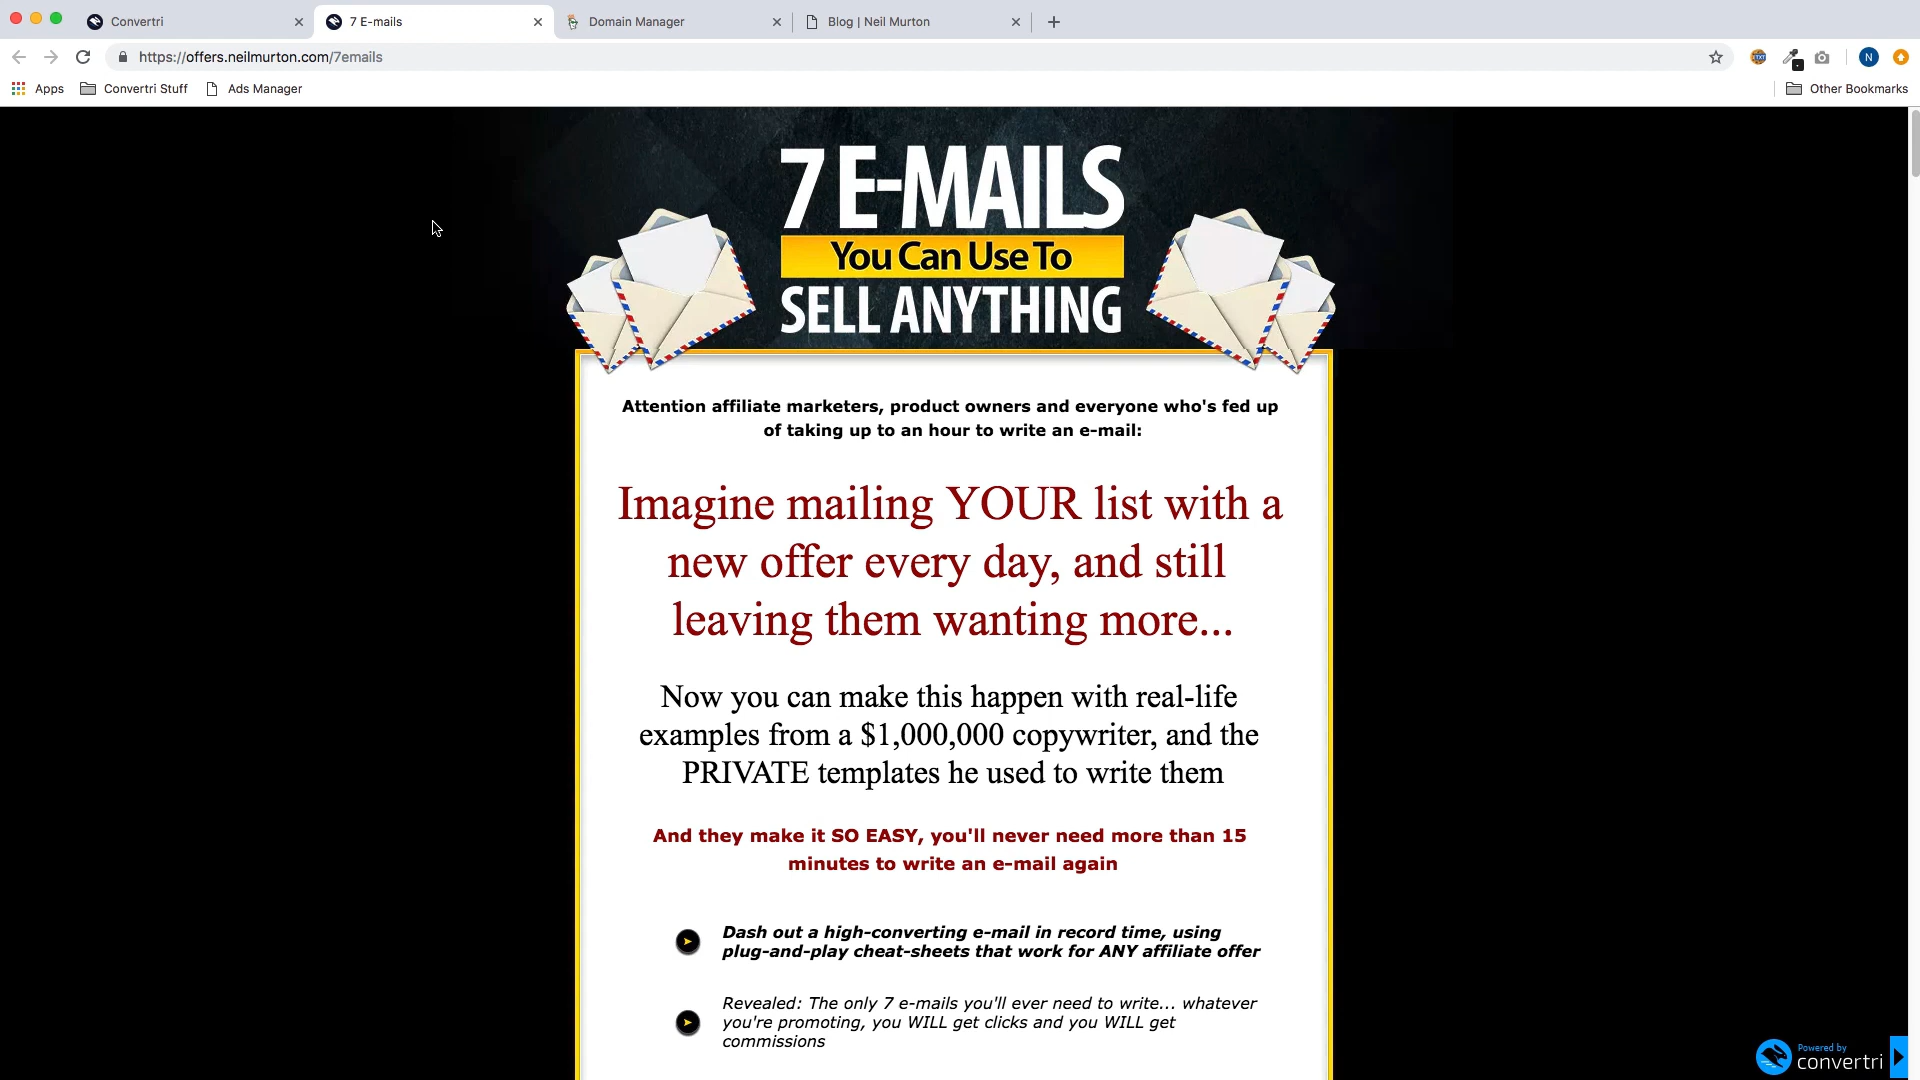 Convertri
7 E-mails
Domain Manager
Blog | Neil Murton
https://offers.neilmurton.com/7emails
N
Apps
Convertri Stuff
Ads Manager
Other Bookmarks
7 E-MAILS
You Can Use To
SELL ANYTHING
Attention affiliate marketers, product owners and everyone who's fed up
of taking up to an hour to write an e-mail:
Imagine mailing YOUR list with a
new offer every day, and still
leaving them wanting more...
Now you can make this happen with real-life
examples from a $1,000,000 copywriter, and the
PRIVATE templates he used to write them
And they make it SO EASY, you'll never need more than 15
minutes to write an e-mail again
Dash out a high-converting e-mail in record time, using
plug-and-play cheat-sheets that work for ANY affiliate offer
Revealed: The only 7 e-mails you'll ever need to write... whatever
you're promoting, you WILL get clicks and you WILL get
commissions
Powered by
convertri